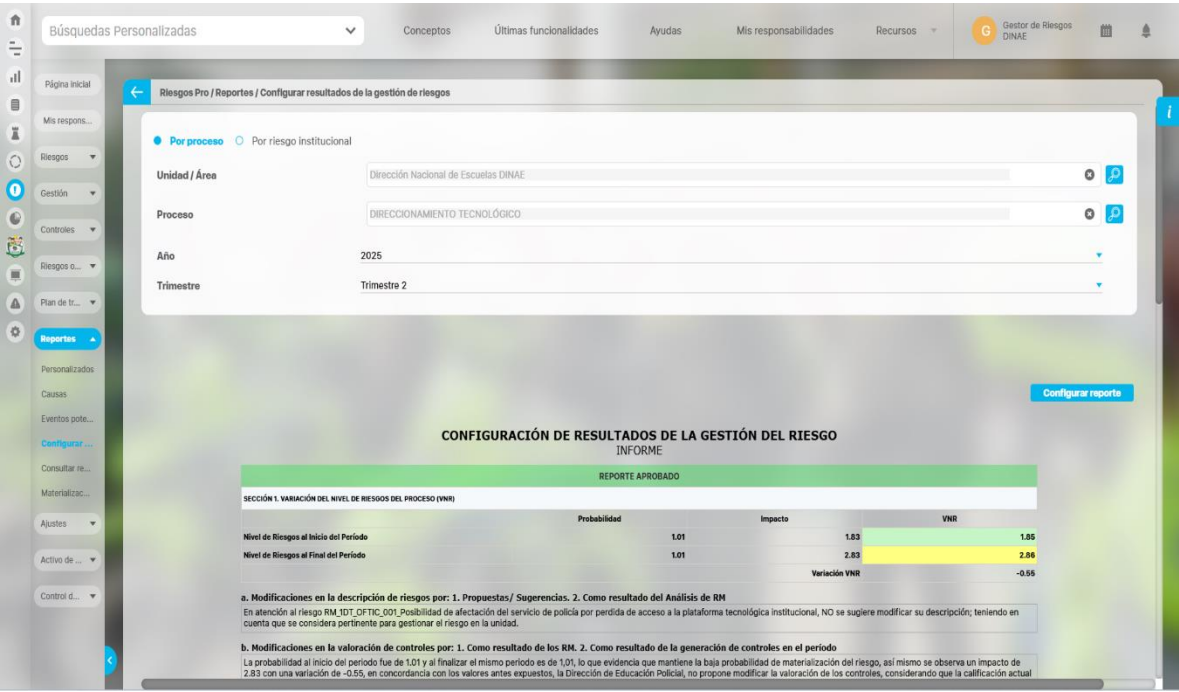 Búsquedas Personalizadas
Conceptos
Últimas funcionalidades
Ayudas
Mis responsabilidades
Recursos
G
Gestor de Riesgos
DINAE
i
Página inicial
Mis respons...
Riesgos
Gestión
Controles
Riesgos o...
Plan de tr...
Reportes
Personalizados
Causas
Eventos pote...
Configurar ...
Consultar re...
Materializac...
Ajustes
Activo de ...
Control d...
Riesgos Pro / Reportes / Configurar resultados de la gestión de riesgos
Por proceso Por riesgo institucional
Unidad / Área Dirección Nacional de Escuelas DINAE
Proceso DIRECCIONAMIENTO TECNOLÓGICO
Año 2025
Trimestre Trimestre 2
Configurar reporte
CONFIGURACIÓN DE RESULTADOS DE LA GESTIÓN DEL RIESGO
INFORME
REPORTE APROBADO
SECCIÓN 1. VARIACIÓN DEL NIVEL DE RIESGOS DEL PROCESO (VNR)
Probabilidad Impacto VNR
Nivel de Riesgos al Inicio del Período 1.01 1.83 1.85
Nivel de Riesgos al Final del Período 1.01 2.83 2.86
Variación VNR -0.55
a. Modificaciones en la descripción de riesgos por: 1. Propuestas/ Sugerencias. 2. Como resultado del Análisis de RM
En atención al riesgo RM_1DT_OFTIC_001_Posibilidad de afectación del servicio de policía por perdida de acceso a la plataforma tecnológica institucional, NO se sugiere modificar su descripción; teniendo en
cuenta que se considera pertinente para gestionar el riesgo en la unidad.
b. Modificaciones en la valoración de controles por: 1. Como resultado de los RM. 2. Como resultado de la generación de controles en el período
La probabilidad al inicio del periodo fue de 1.01 y al finalizar el mismo periodo es de 1,01, lo que evidencia que mantiene la baja probabilidad de materialización del riesgo, así mismo se observa un impacto de
2.83 con una variación de -0.55, en concordancia con los valores antes expuestos, la Dirección de Educación Policial, no propone modificar la valoración de los controles, considerando que la calificación actual